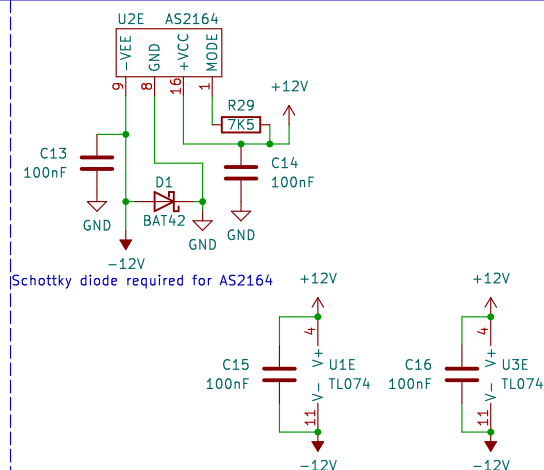 U2E AS2164
-VEE
GND
+VCC
MODE
9
8
16
1
+12V
R29
7K5
C13
100nF
C14
100nF
D1
BAT42
GND
GND
GND
-12V
Schottky diode required for AS2164
+12V
+12V
4
4
V+
V+
C15
100nF
U1E
TL074
C16
100nF
U3E
TL074
V-
V-
11
11
-12V
-12V